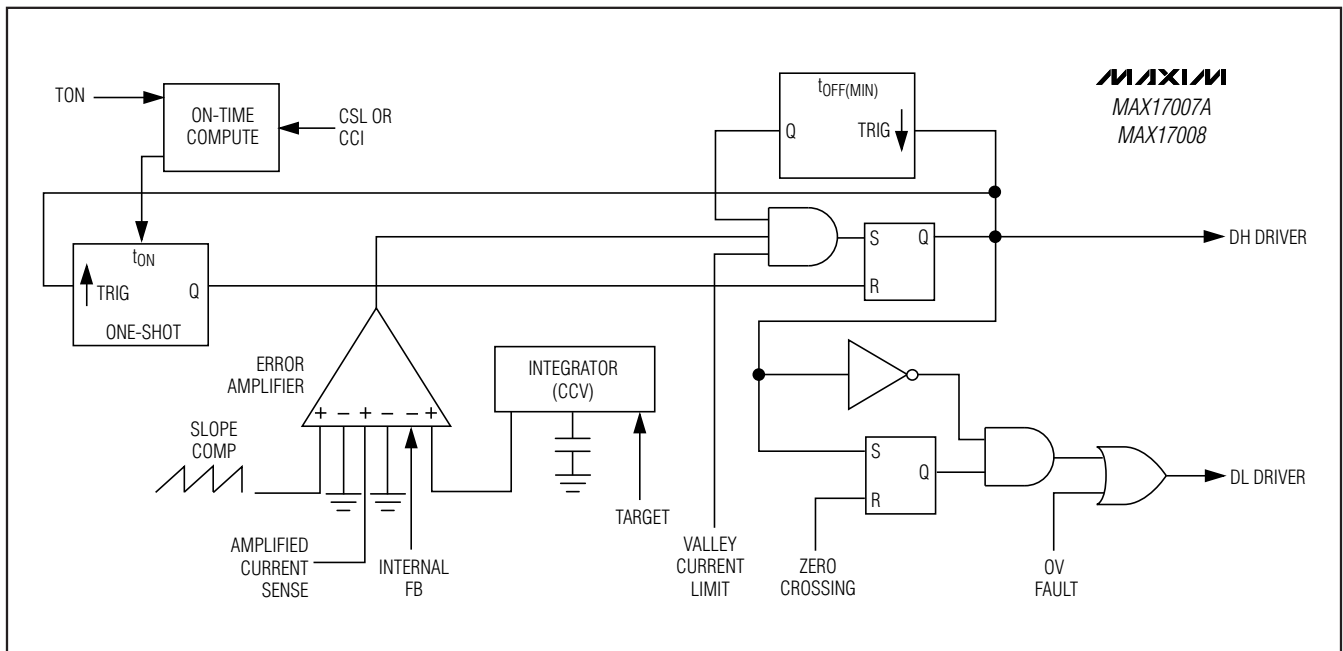 MAXIM
MAX17007A
MAX17008
TON
ON-TIME
COMPUTE
CSL OR
CCI
tOFF(MIN)
Q
TRIG
tON
TRIG
Q
ONE-SHOT
S
Q
R
DH DRIVER
ERROR
AMPLIFIER
+ – + – – +
INTEGRATOR
(CCV)
SLOPE
COMP
AMPLIFIED
CURRENT
SENSE
INTERNAL
FB
TARGET
VALLEY
CURRENT
LIMIT
S
Q
R
ZERO
CROSSING
OV
FAULT
DL DRIVER